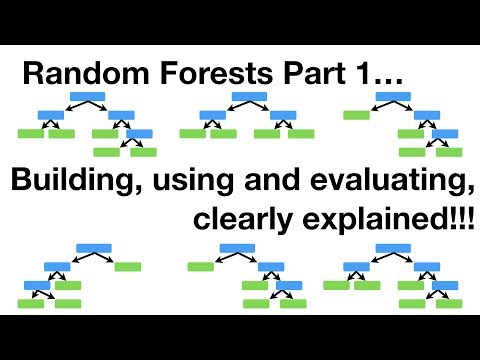 Random Forests Part 1…
Building, using and evaluating,
clearly explained!!!